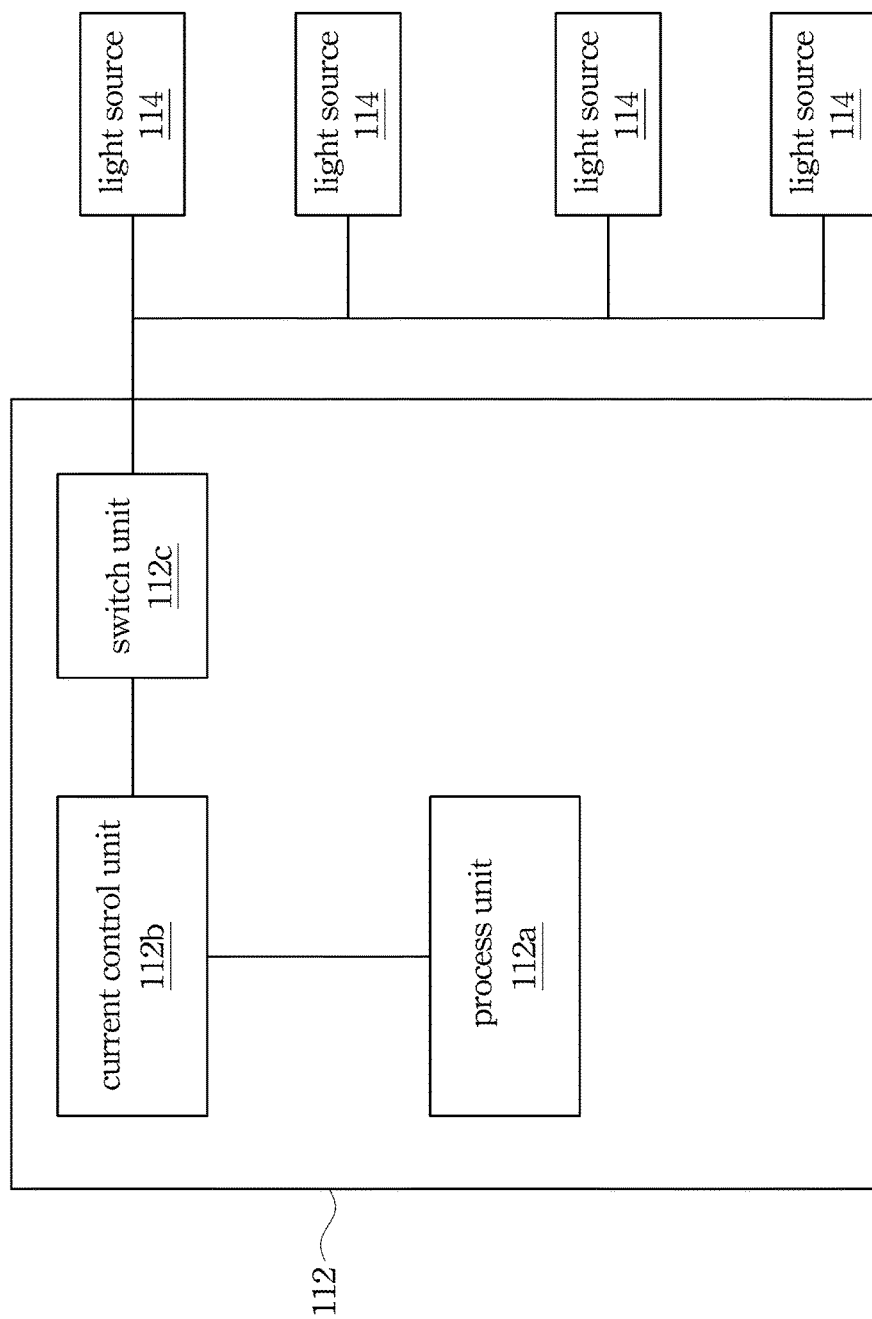 112
current control unit
112b
switch unit
112c
process unit
112a
light source
114
light source
114
light source
114
light source
114